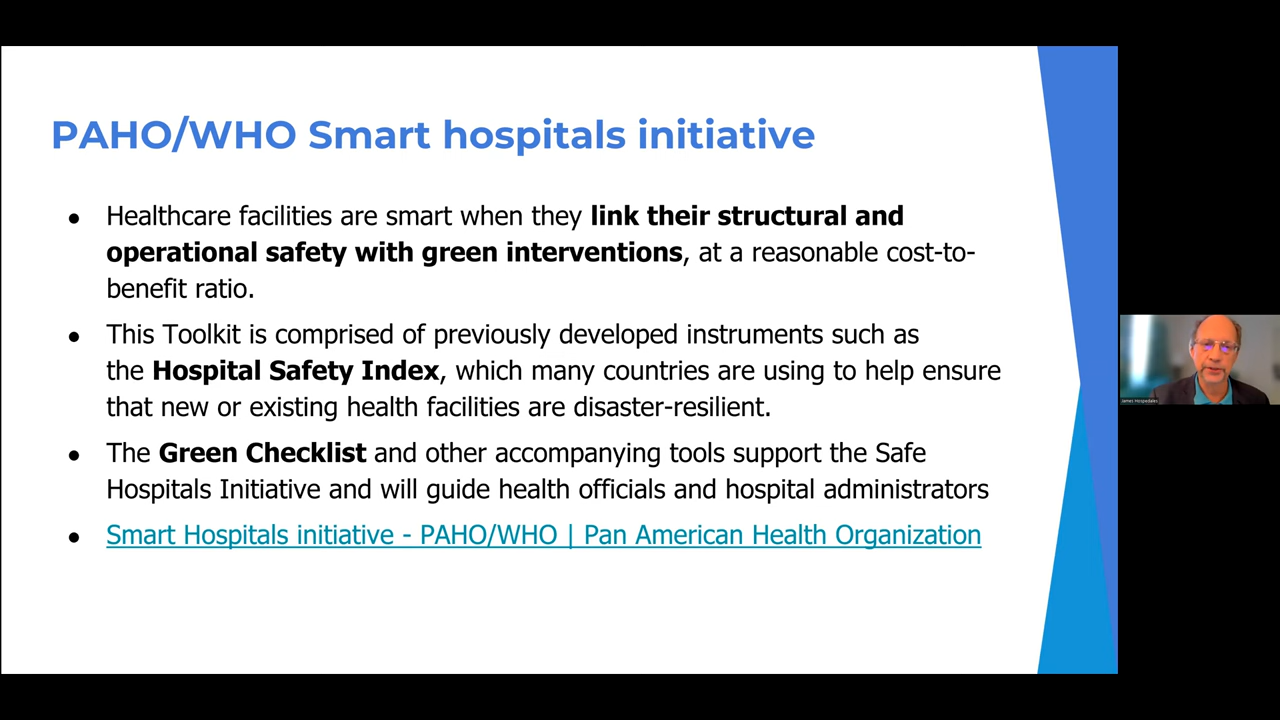 PAHO/WHO Smart hospitals initiative
● Healthcare facilities are smart when they link their structural and
operational safety with green interventions, at a reasonable cost-to-
benefit ratio.
● This Toolkit is comprised of previously developed instruments such as
the Hospital Safety Index, which many countries are using to help ensure
that new or existing health facilities are disaster-resilient.
● The Green Checklist and other accompanying tools support the Safe
Hospitals Initiative and will guide health officials and hospital administrators
● Smart Hospitals initiative - PAHO/WHO | Pan American Health Organization
James Hospedales